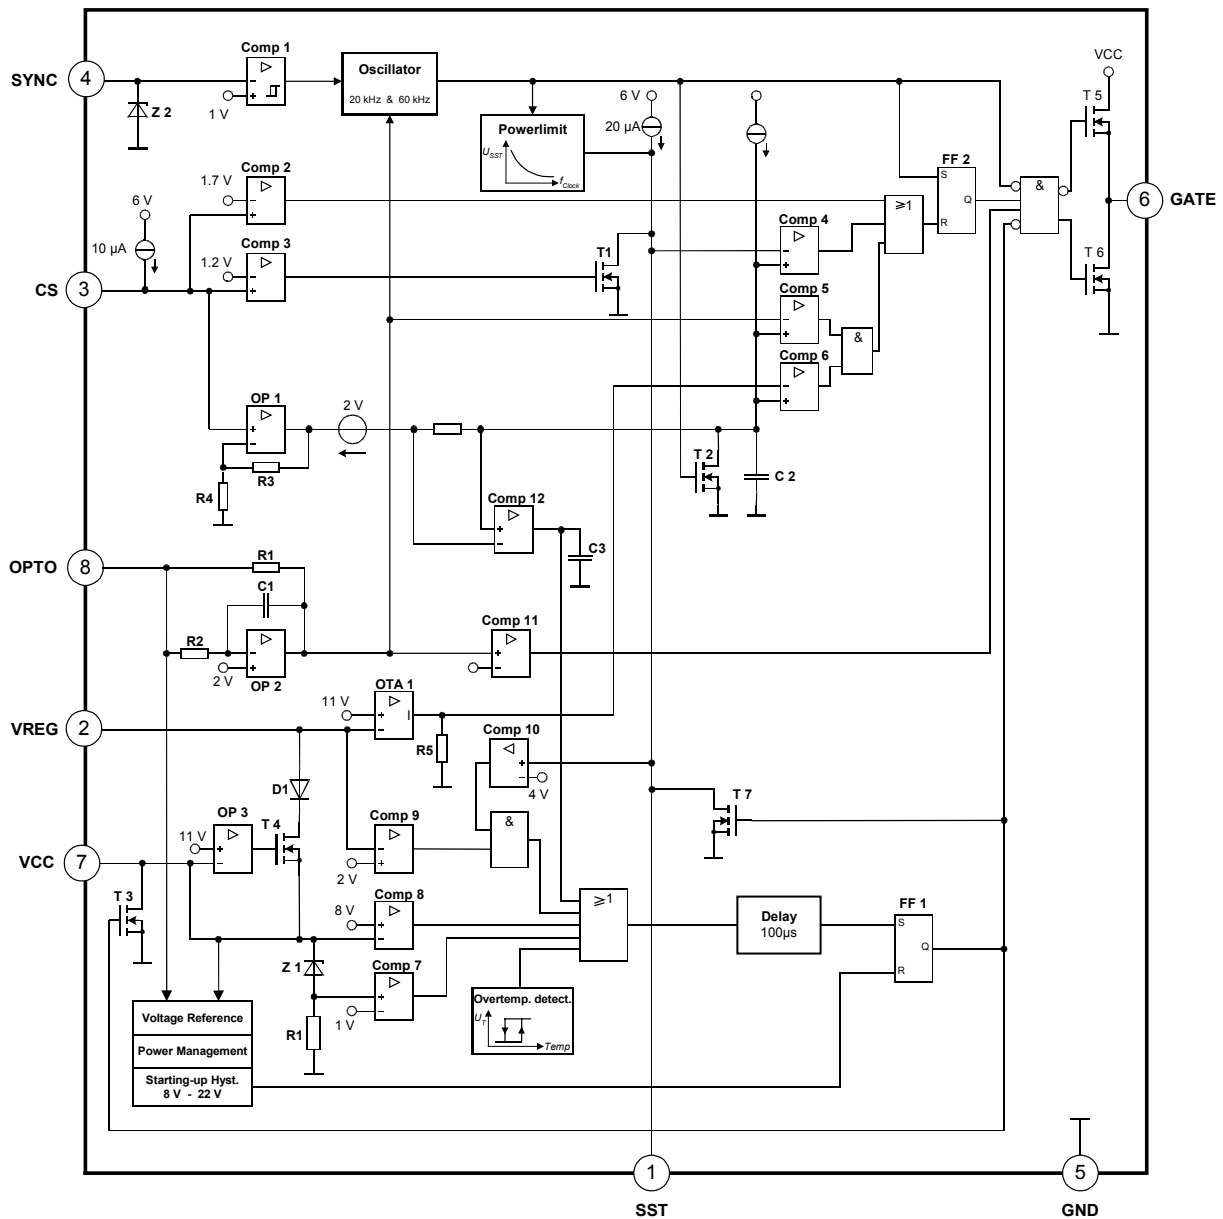 Comp 1
VCC
SYNC
4
Oscillator
20 kHz & 60 kHz
6 V
T 5
1 V
Z 2
20 µA
Powerlimit
U SST
f Clock
FF 2
S
Q
R
&
Comp 2
1.7 V
≥1
6
GATE
6 V
10 µA
Comp 3
1.2 V
T1
Comp 4
T 6
CS
3
Comp 5
&
Comp 6
OP 1
2 V
R3
R4
T 2
C 2
Comp 12
C3
OPTO
8
R1
C1
Comp 11
R2
2 V
OP 2
OTA 1
11 V
I
VREG
2
R5
Comp 10
4 V
D1
T 7
OP 3
T 4
11 V
Comp 9
&
2 V
VCC
7
T 3
Comp 8
8 V
≥1
Delay
100µs
FF 1
S
Q
R
Z 1
Comp 7
1 V
R1
Overtemp. detect.
U T
Temp
Voltage Reference
Power Management
Starting-up Hyst.
8 V - 22 V
1
SST
5
GND